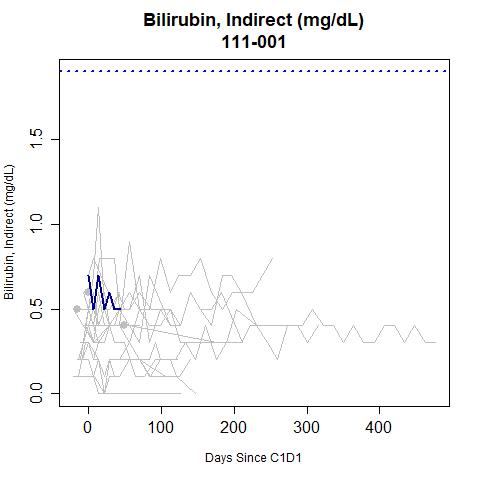 Bilirubin, Indirect (mg/dL)
111-001
Bilirubin, Indirect (mg/dL)
1.5
1.0
0.5
0.0
0 100 200 300 400
Days Since C1D1